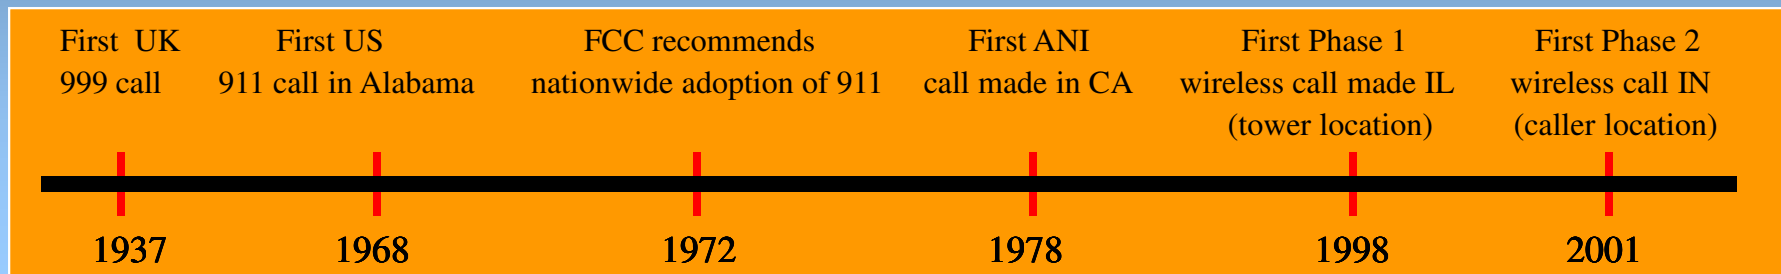 First UK
999 call
1937
First US
911 call in Alabama
1968
FCC recommends
nationwide adoption of 911
1972
First ANI
call made in CA
1978
First Phase 1
wireless call made IL
(tower location)
1998
First Phase 2
wireless call IN
(caller location)
2001